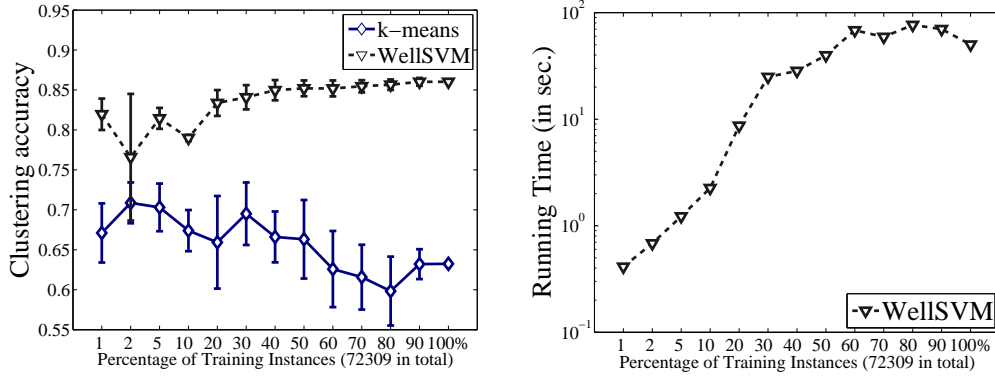 0.95
0.9
0.85
0.8
0.75
0.7
0.65
0.6
0.55
Clustering accuracy
k−means
WellSVM
1 2 5 10 20 30 40 50 60 70 80 90 100%
Percentage of Training Instances (72309 in total)
10^2
10^1
10^0
10^−1
Running Time (in sec.)
WellSVM
1 2 5 10 20 30 40 50 60 70 80 90 100%
Percentage of Training Instances (72309 in total)